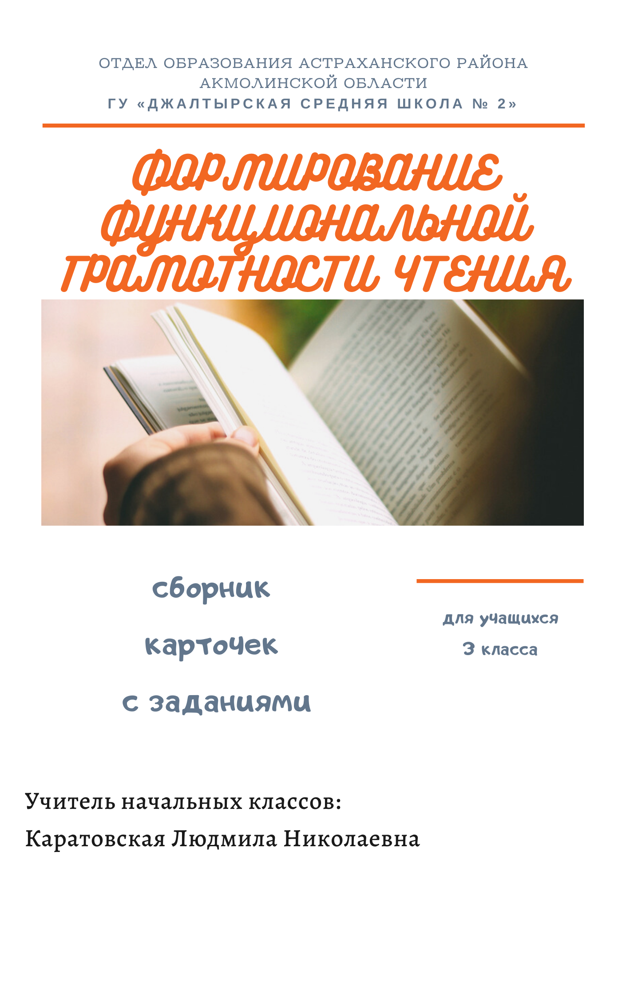 ОТДЕЛ ОБРАЗОВАНИЯ АСТРАХАНСКОГО РАЙОНА
АКМОЛИНСКОЙ ОБЛАСТИ
ГУ «ДЖАЛТЫРСКАЯ СРЕДНЯЯ ШКОЛА № 2»
ФОРМИРОВАНИЕ
ФУНКЦИОНАЛЬНОЙ
ГРАМОТНОСТИ ЧТЕНИЯ
сборник
карточек
с заданиями
для учащихся
3 класса
Учитель начальных классов:
Каратовская Людмила Николаевна